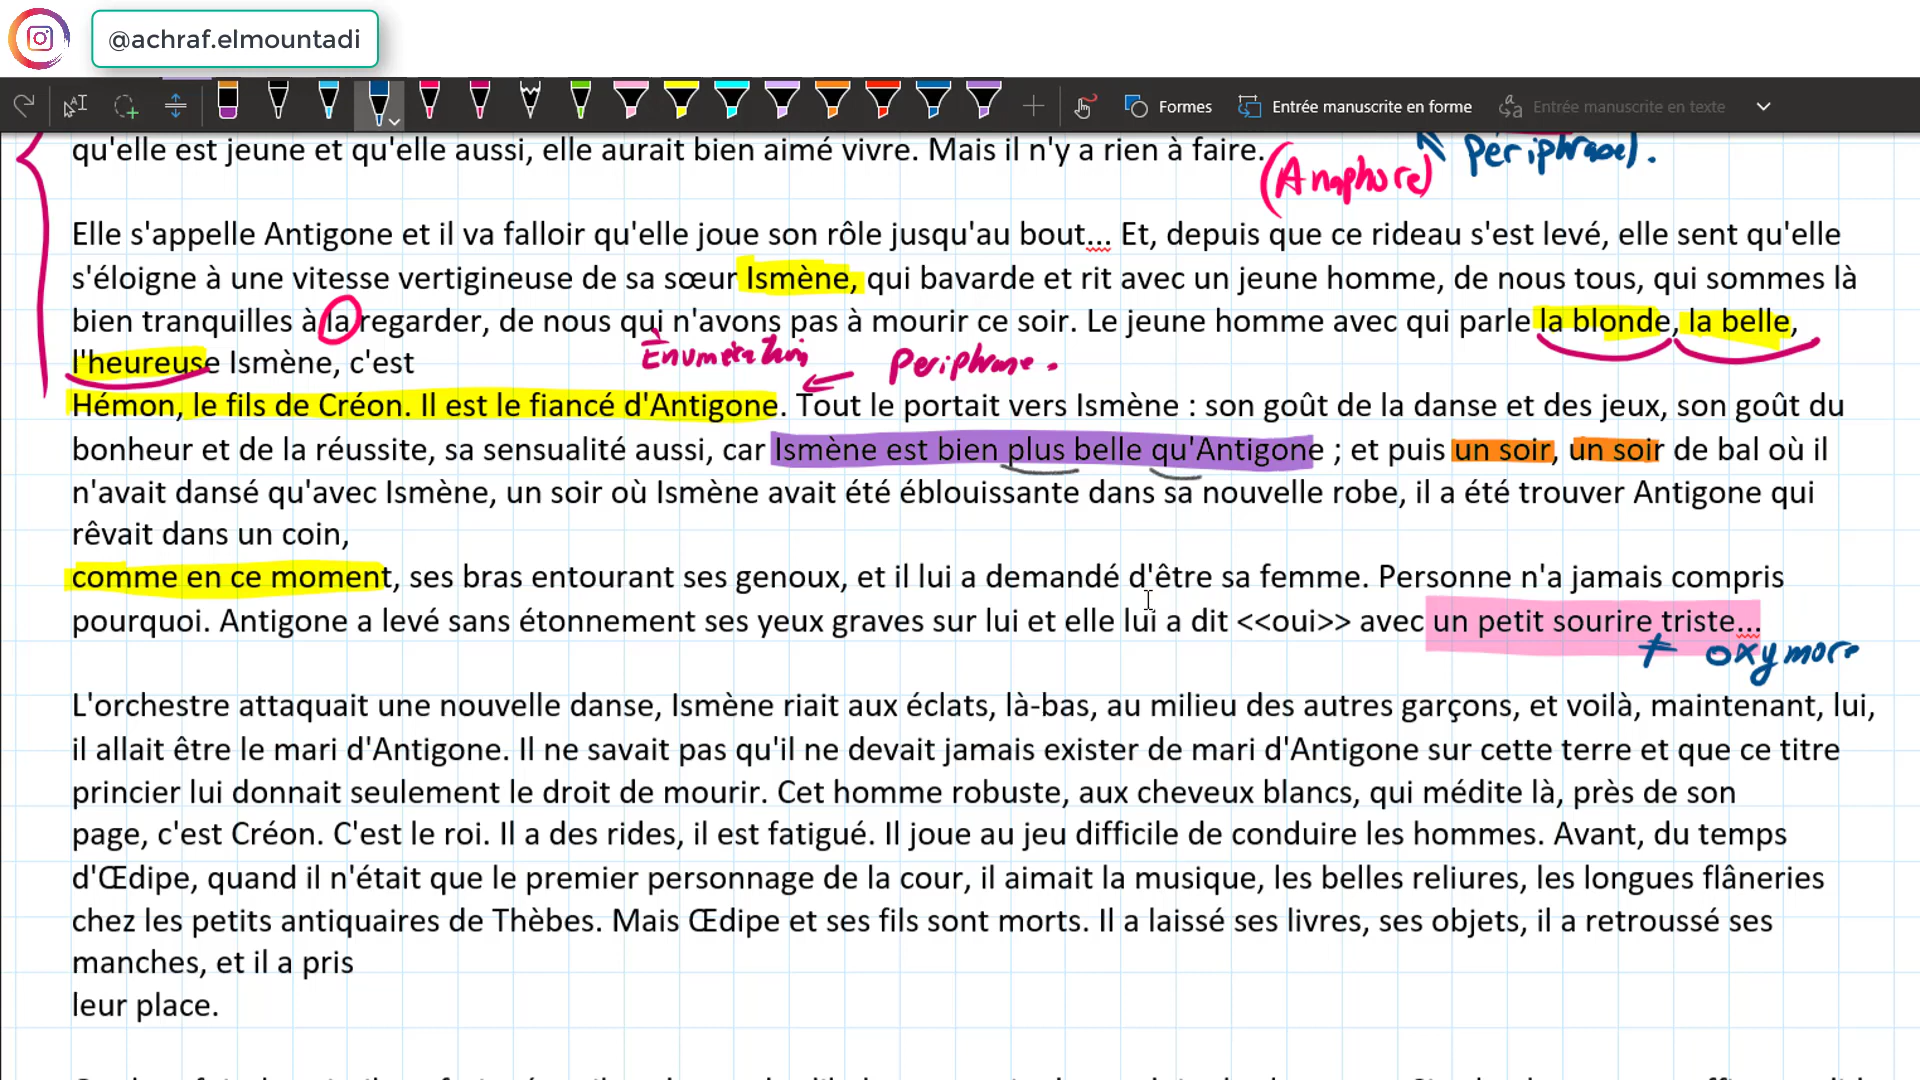 @achraf.elmountadi
Formes
Entrée manuscrite en forme
Entrée manuscrite en texte
qu'elle est jeune et qu'elle aussi, elle aurait bien aimé vivre. Mais il n'y a rien à faire.
(Anaphore)
periphrase).
Elle s'appelle Antigone et il va falloir qu'elle joue son rôle jusqu'au bout... Et, depuis que ce rideau s'est levé, elle sent qu'elle
s'éloigne à une vitesse vertigineuse de sa sœur Ismène, qui bavarde et rit avec un jeune homme, de nous tous, qui sommes là
bien tranquilles à la regarder, de nous qui n'avons pas à mourir ce soir. Le jeune homme avec qui parle la blonde, la belle,
l'heureuse Ismène, c'est
Enumération
Periphrase.
Hémon, le fils de Créon. Il est le fiancé d'Antigone. Tout le portait vers Ismène : son goût de la danse et des jeux, son goût du
bonheur et de la réussite, sa sensualité aussi, car Ismène est bien plus belle qu'Antigone ; et puis un soir, un soir de bal où il
n'avait dansé qu'avec Ismène, un soir où Ismène avait été éblouissante dans sa nouvelle robe, il a été trouver Antigone qui
rêvait dans un coin,
comme en ce moment, ses bras entourant ses genoux, et il lui a demandé d'être sa femme. Personne n'a jamais compris
pourquoi. Antigone a levé sans étonnement ses yeux graves sur lui et elle lui a dit <<oui>> avec un petit sourire triste...
≠ oxymore
L'orchestre attaquait une nouvelle danse, Ismène riait aux éclats, là-bas, au milieu des autres garçons, et voilà, maintenant, lui,
il allait être le mari d'Antigone. Il ne savait pas qu'il ne devait jamais exister de mari d'Antigone sur cette terre et que ce titre
princier lui donnait seulement le droit de mourir. Cet homme robuste, aux cheveux blancs, qui médite là, près de son
page, c'est Créon. C'est le roi. Il a des rides, il est fatigué. Il joue au jeu difficile de conduire les hommes. Avant, du temps
d'Œdipe, quand il n'était que le premier personnage de la cour, il aimait la musique, les belles reliures, les longues flâneries
chez les petits antiquaires de Thèbes. Mais Œdipe et ses fils sont morts. Il a laissé ses livres, ses objets, il a retroussé ses
manches, et il a pris
leur place.